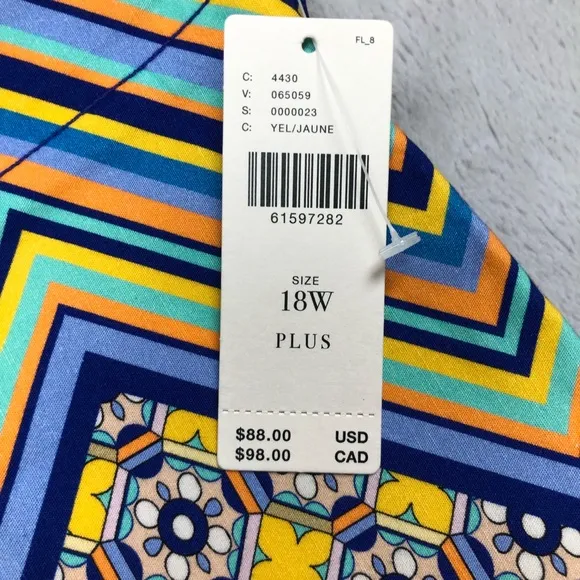 FL_8
C: 4430
V: 065059
S: 0000023
C: YEL/JAUNE
61597282
SIZE
18W
PLUS
$88.00 USD
$98.00 CAD